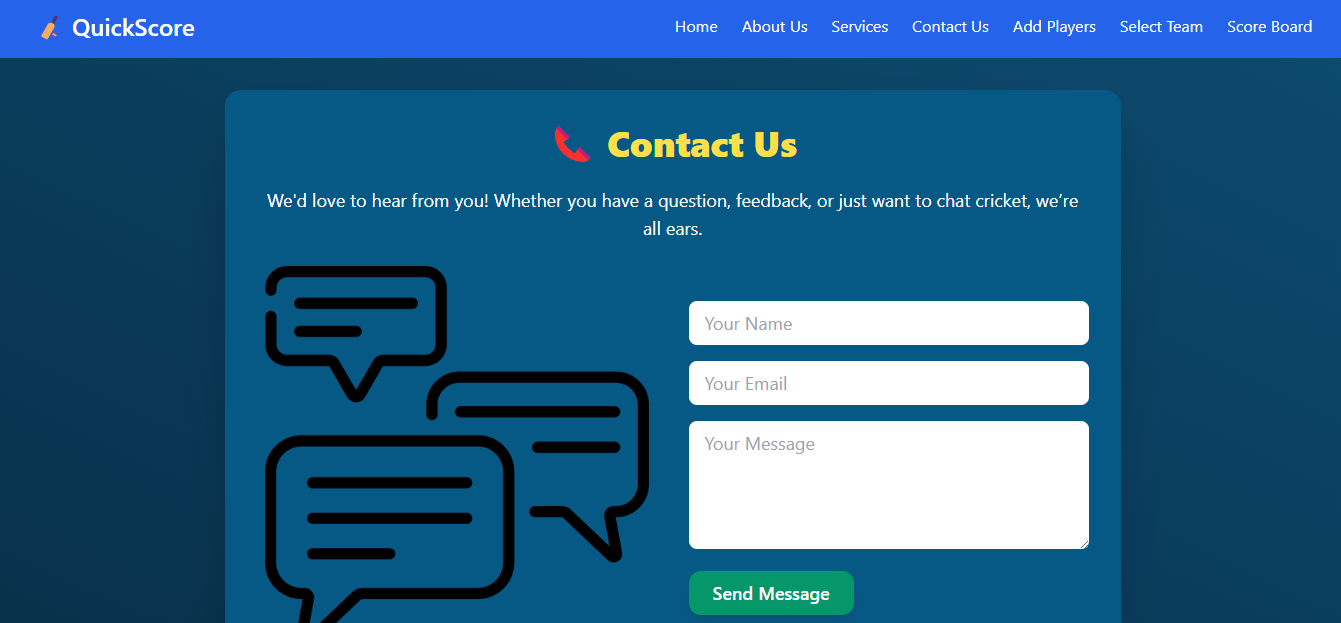 QuickScore
Home About Us Services Contact Us Add Players Select Team Score Board
Contact Us
We'd love to hear from you! Whether you have a question, feedback, or just want to chat cricket, we’re
all ears.
Your Name
Your Email
Your Message
Send Message